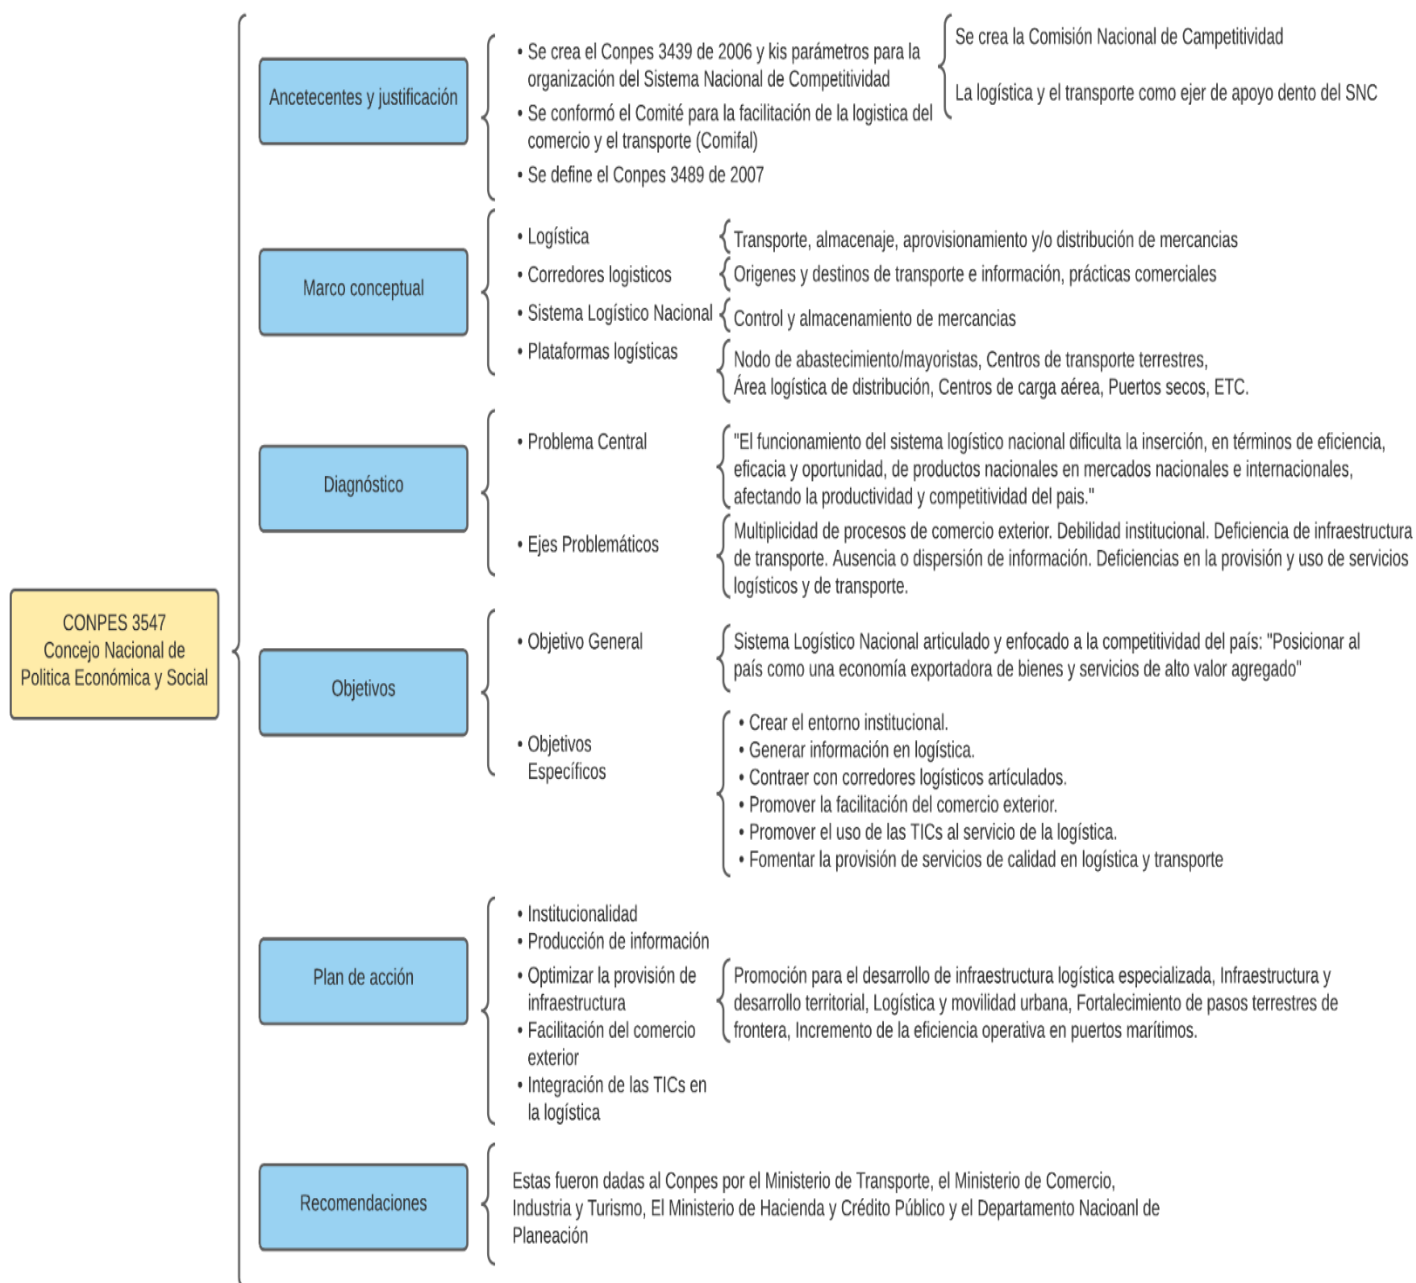 CONPES 3547
Concejo Nacional de
Politica Económica y Social
Ancetecentes y justificación
• Se crea el Conpes 3439 de 2006 y kis parámetros para la
organización del Sistema Nacional de Competitividad
Se crea la Comisión Nacional de Campetitividad
La logística y el transporte como ejer de apoyo dento del SNC
• Se conformó el Comité para la facilitación de la logistica del
comercio y el transporte (Comifal)
• Se define el Conpes 3489 de 2007
Marco conceptual
• Logística
Transporte, almacenaje, aprovisionamiento y/o distribución de mercancias
• Corredores logisticos
Origenes y destinos de transporte e información, prácticas comerciales
• Sistema Logístico Nacional
Control y almacenamiento de mercancias
• Plataformas logísticas
Nodo de abastecimiento/mayoristas, Centros de transporte terrestres,
Área logística de distribución, Centros de carga aérea, Puertos secos, ETC.
Diagnóstico
• Problema Central
"El funcionamiento del sistema logístico nacional dificulta la inserción, en términos de eficiencia,
eficacia y oportunidad, de productos nacionales en mercados nacionales e internacionales,
afectando la productividad y competitividad del pais."
• Ejes Problemáticos
Multiplicidad de procesos de comercio exterior. Debilidad institucional. Deficiencia de infraestructura
de transporte. Ausencia o dispersión de información. Deficiencias en la provisión y uso de servicios
logísticos y de transporte.
Objetivos
• Objetivo General
Sistema Logístico Nacional articulado y enfocado a la competitividad del país: "Posicionar al
país como una economía exportadora de bienes y servicios de alto valor agregado"
• Objetivos
Específicos
• Crear el entorno institucional.
• Generar información en logística.
• Contraer con corredores logísticos artículados.
• Promover la facilitación del comercio exterior.
• Promover el uso de las TICs al servicio de la logística.
• Fomentar la provisión de servicios de calidad en logística y transporte
Plan de acción
• Institucionalidad
• Producción de información
• Optimizar la provisión de
infraestructura
Promoción para el desarrollo de infraestructura logística especializada, Infraestructura y
desarrollo territorial, Logística y movilidad urbana, Fortalecimiento de pasos terrestres de
frontera, Incremento de la eficiencia operativa en puertos marítimos.
• Facilitación del comercio
exterior
• Integración de las TICs en
la logística
Recomendaciones
Estas fueron dadas al Conpes por el Ministerio de Transporte, el Ministerio de Comercio,
Industria y Turismo, El Ministerio de Hacienda y Crédito Público y el Departamento Nacioanl de
Planeación